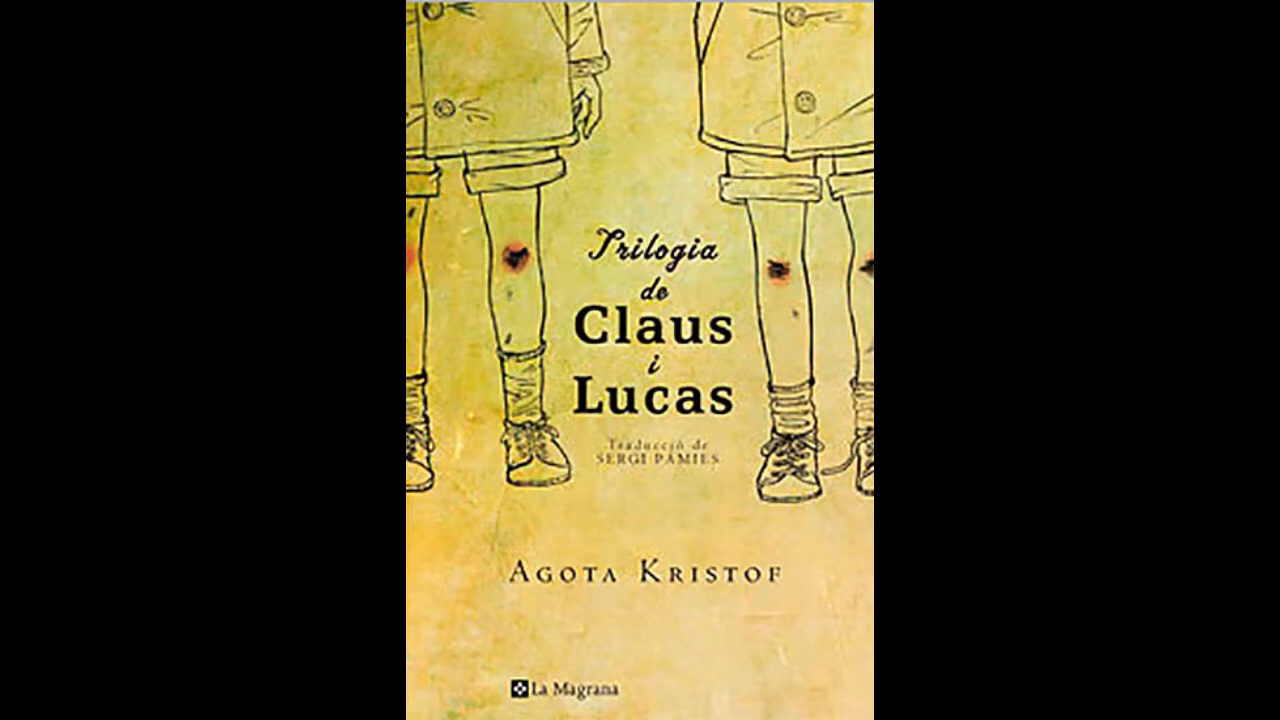 Trilogia
de
Claus
i
Lucas
Traducció de
SERGI PÀMIES
AGOTA KRISTOF
La Magrana